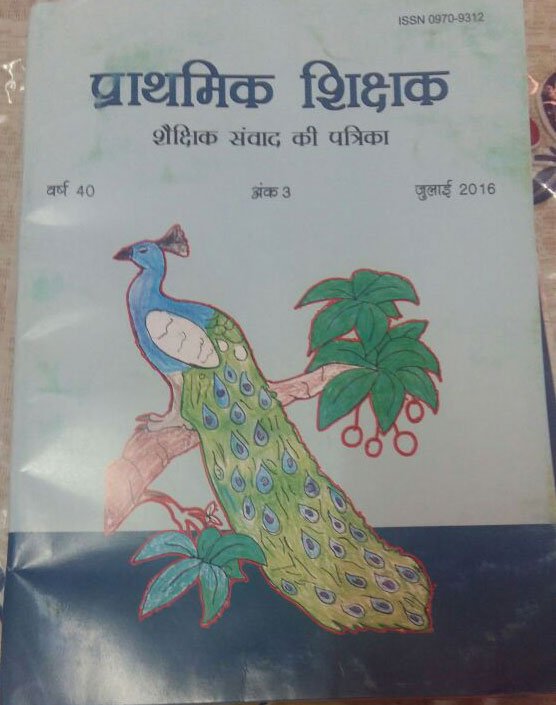 ISSN 0970-9312
प्राथमिक शिक्षक
शैक्षिक संवाद की पत्रिका
वर्ष 40 अंक 3 जुलाई 2016